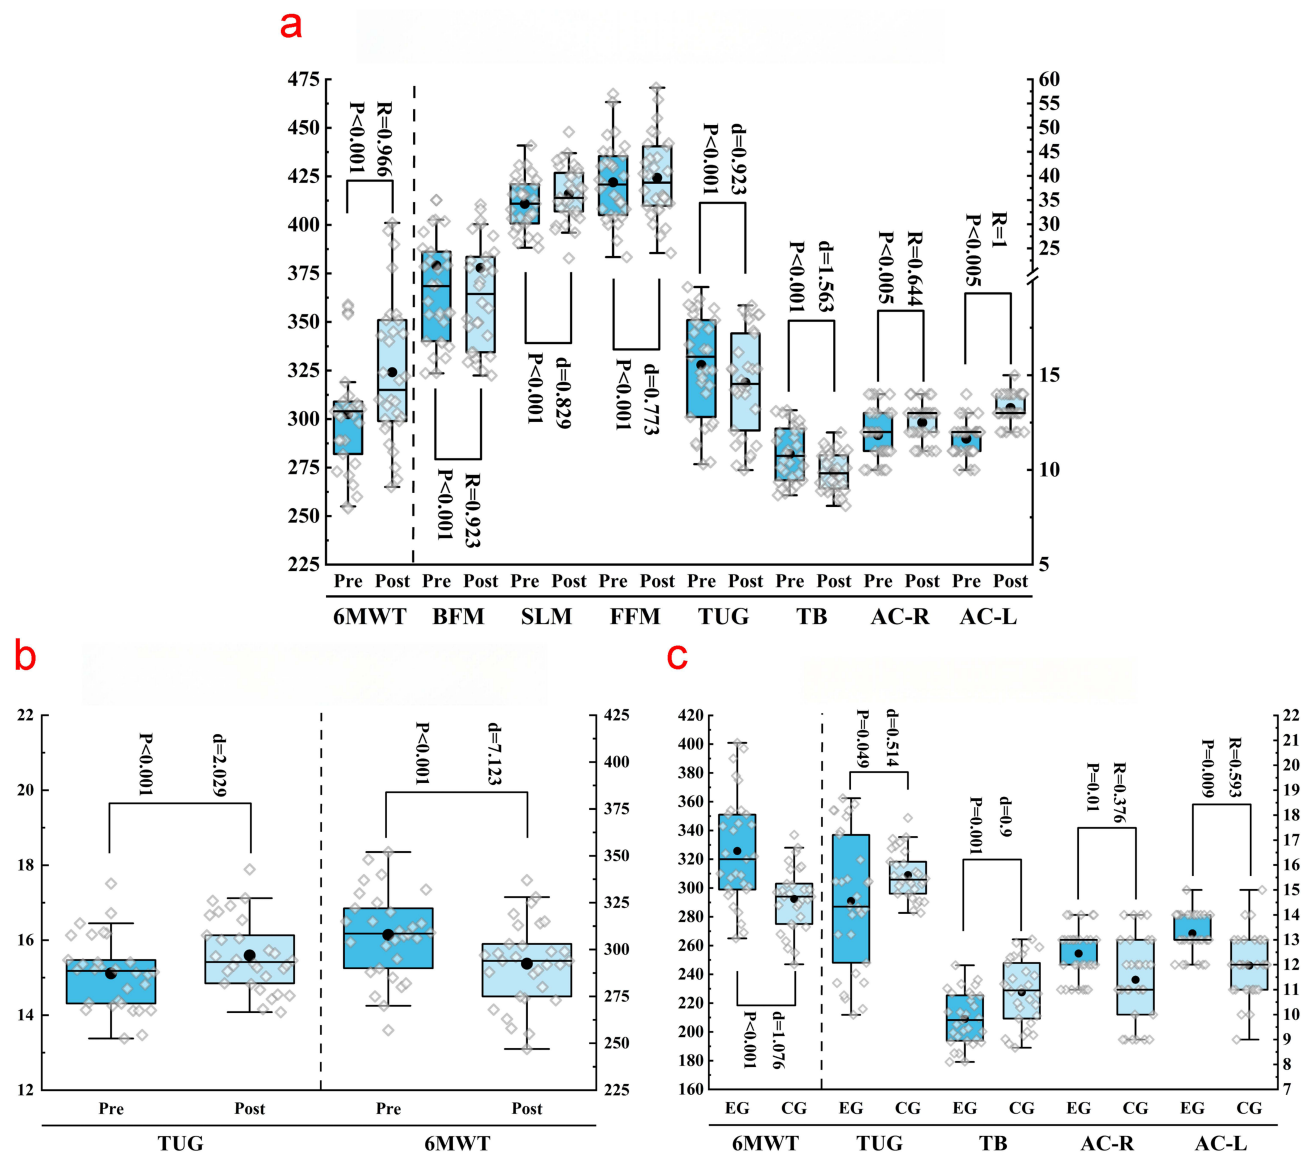 a
475
450
425
400
375
350
325
300
275
250
225
60
55
50
45
40
35
30
25
15
10
5
R=0.966
P<0.001
R=0.923
P<0.001
d=0.829
P<0.001
d=0.773
P<0.001
d=0.923
P<0.001
d=1.563
P<0.001
R=0.644
P<0.005
R=1
P<0.005
Pre Post Pre Post Pre Post Pre Post Pre Post Pre Post Pre Post Pre Post
6MWT BFM SLM FFM TUG TB AC-R AC-L
b
22
20
18
16
14
12
425
400
375
350
325
300
275
250
225
P<0.001
d=2.029
P<0.001
d=7.123
Pre Post Pre Post
TUG 6MWT
c
420
400
380
360
340
320
300
280
260
240
220
200
180
160
22
21
20
19
18
17
16
15
14
13
12
11
10
9
8
7
d=1.076
P<0.001
d=0.514
P=0.049
d=0.9
P=0.001
R=0.376
P=0.01
R=0.593
P=0.009
EG CG EG CG EG CG EG CG EG CG
6MWT TUG TB AC-R AC-L